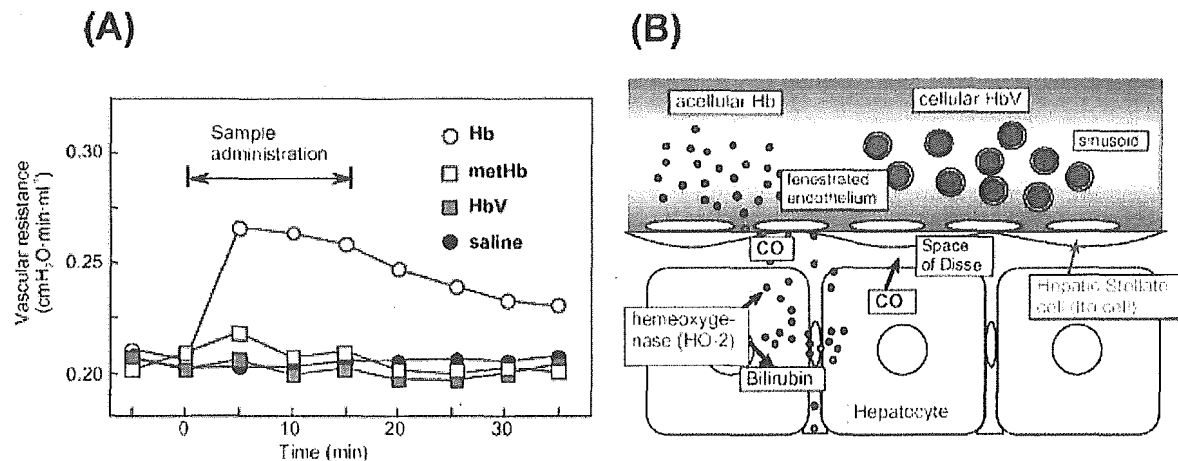 (A)
Sample
administration
Hb
metHb
HbV
saline
Vascular resistance
(cmH₂O·min·ml⁻¹)
0.30
0.25
0.20
0
10
20
30
Time (min)
(B)
acellular Hb
cellular HbV
sinusoid
fenestrated
endothelium
CO
Space
of Disse
CO
Hepatic Stellate
cell (Ito cell)
hemeoxyge-
nase (HO-2)
Bilirubin
Hepatocyte